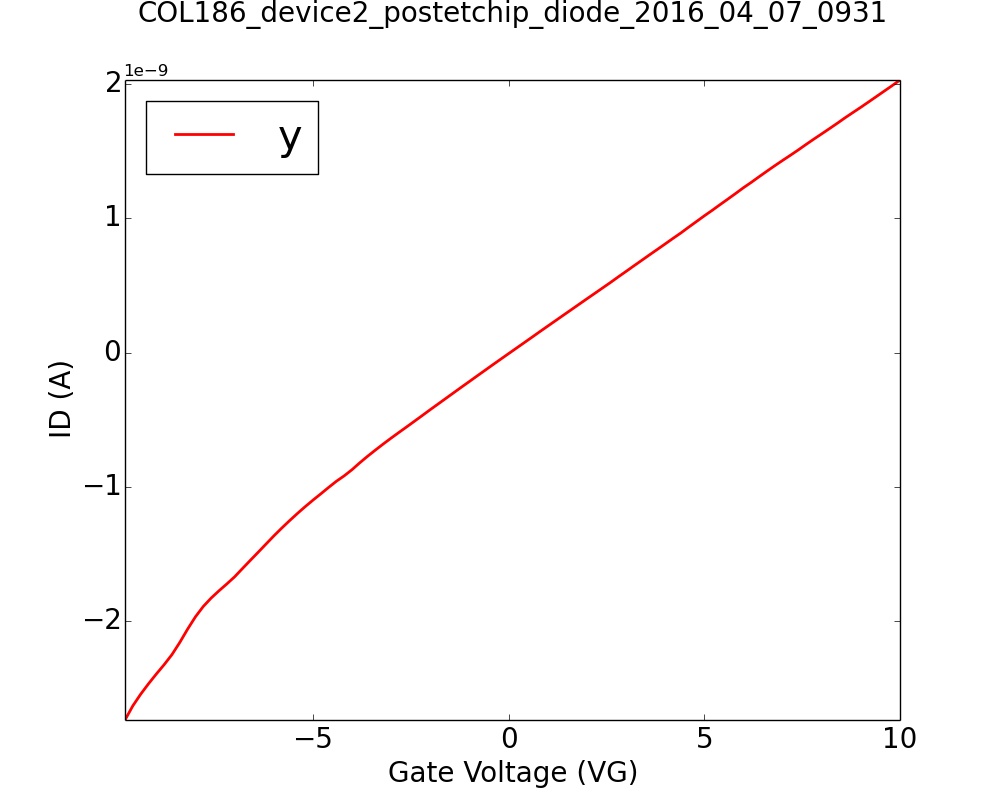 COL186_device2_postetchip_diode_2016_04_07_0931
1e−9
2
1
0
−1
−2
y
ID (A)
−5
0
5
10
Gate Voltage (VG)